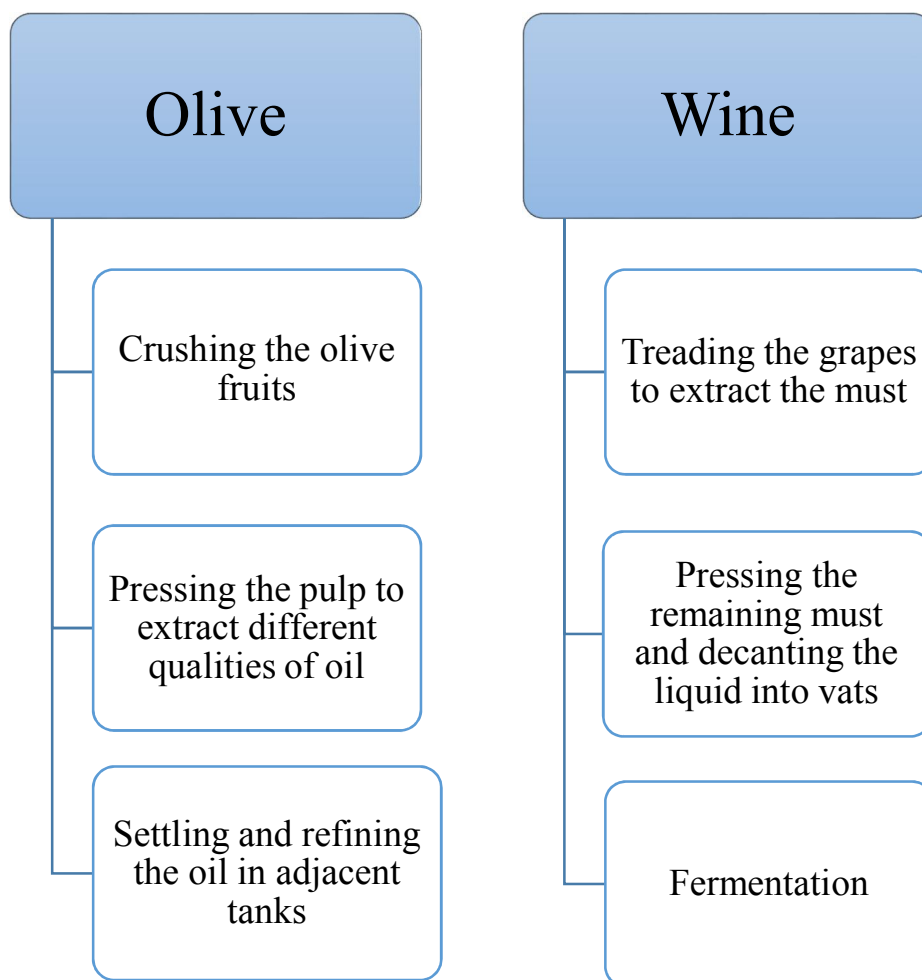 Olive
Crushing the olive
fruits
Pressing the pulp to
extract different
qualities of oil
Settling and refining
the oil in adjacent
tanks
Wine
Treading the grapes
to extract the must
Pressing the
remaining must
and decanting the
liquid into vats
Fermentation